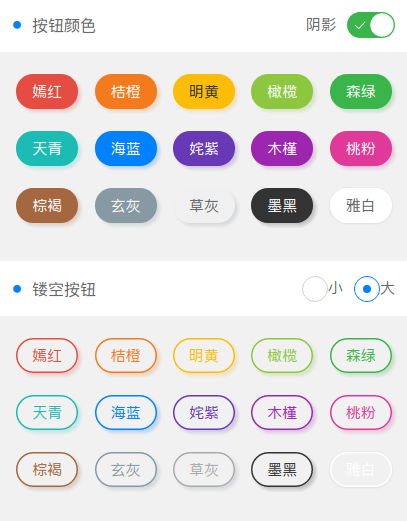 按钮颜色 阴影
嫣红 桔橙 明黄 橄榄 森绿
天青 海蓝 姹紫 木槿 桃粉
棕褐 玄灰 草灰 墨黑 雅白
镂空按钮 小 大
嫣红 桔橙 明黄 橄榄 森绿
天青 海蓝 姹紫 木槿 桃粉
棕褐 玄灰 草灰 墨黑 雅白